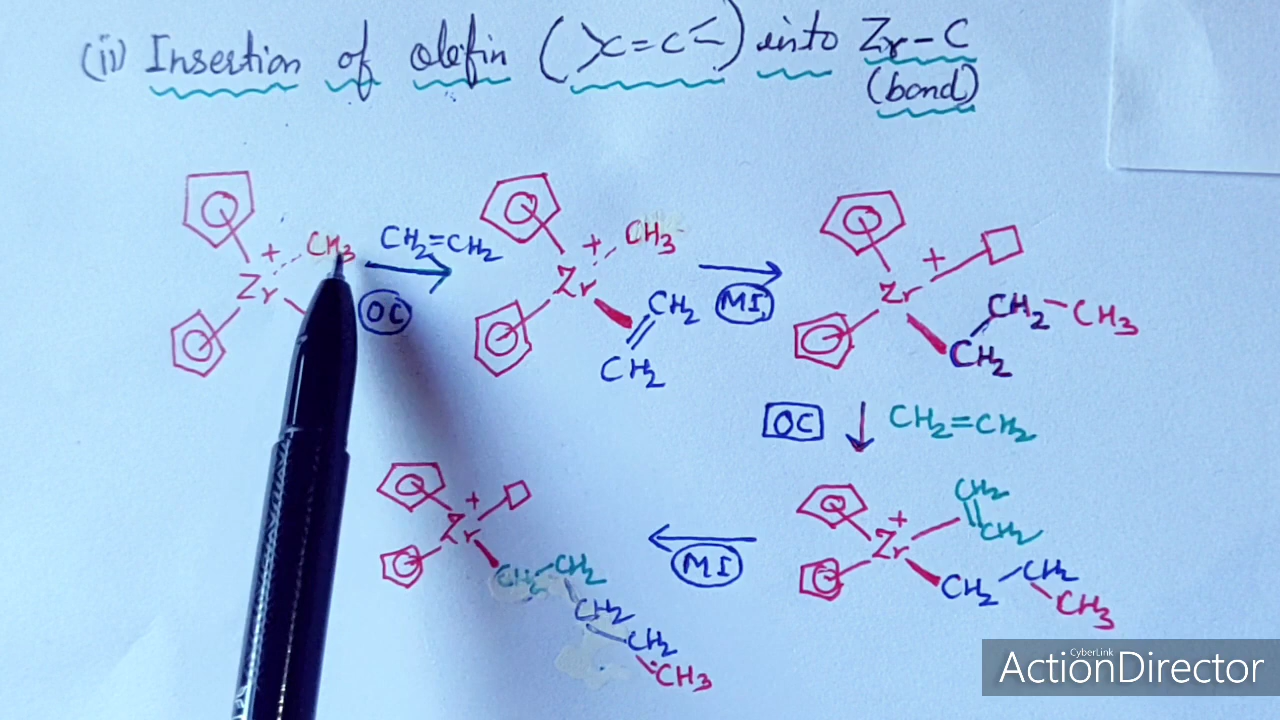 (ii) Insertion of olefin (>C=C<) into Zr-C
(bond)
Zr + CH3
CH2=CH2
OC
Zr + CH3
CH2
CH2
MI
Zr +
CH2-CH3
CH2
OC CH2=CH2
Zr +
CH2
CH2
CH2 CH2
CH3
MI
Zr +
CH2 CH2
CH2
CH2
CH3
CyberLink
ActionDirector